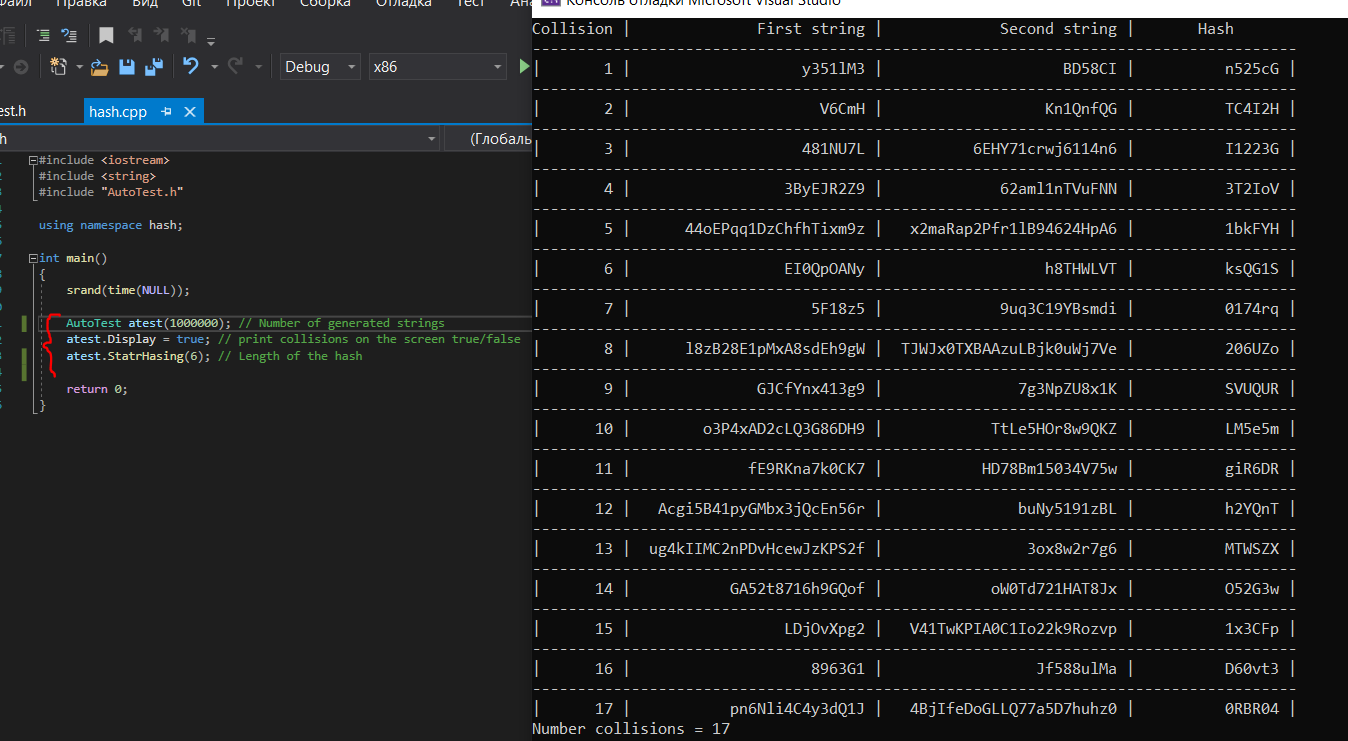 Правка Вид Git Проект Сборка Отладка Тест
Debug x86
hash.cpp
#include <iostream>
#include <string>
#include "AutoTest.h"
using namespace hash;
int main()
{
srand(time(NULL));
AutoTest atest(1000000); // Number of generated strings
atest.Display = true; // print collisions on the screen true/false
atest.StatrHasing(6); // Length of the hash
return 0;
}
Консоль отладки Microsoft Visual Studio
Collision | First string | Second string | Hash
| 1 | y351lM3 | BD58CI | n525cG |
| 2 | V6CmH | Kn1QnfQG | TC4I2H |
| 3 | 481NU7L | 6EHY71crwj6114n6 | I1223G |
| 4 | 3ByEJR2Z9 | 62aml1nTVuFNN | 3T2IoV |
| 5 | 44oEPqq1DzChfhTixm9z | x2maRap2Pfr1lB94624HpA6 | 1bkFYH |
| 6 | EI0QpOANy | h8THWLVT | ksQG1S |
| 7 | 5F18z5 | 9uq3C19YBsmdi | 0174rq |
| 8 | l8zB28E1pMxA8sdEh9gW | TJWJx0TXBAAzuLBjk0uWj7Ve | 206UZo |
| 9 | GJCfYnx413g9 | 7g3NpZU8x1K | SVUQUR |
| 10 | o3P4xAD2cLQ3G86DH9 | TtLe5HOr8w9QKZ | LM5e5m |
| 11 | fE9RKna7k0CK7 | HD78Bm15034V75w | giR6DR |
| 12 | Acgi5B41pyGMbx3jQcEn56r | buNy5191zBL | h2YQnT |
| 13 | ug4kIIMC2nPDvHcewJzKPS2f | 3ox8w2r7g6 | MTWSZX |
| 14 | GA52t8716h9GQof | oW0Td721HAT8Jx | O52G3w |
| 15 | LDjOvXpg2 | V41TwKPIA0C1Io22k9Rozvp | 1x3CFp |
| 16 | 8963G1 | Jf588ulMa | D60vt3 |
| 17 | pn6Nli4C4y3dQ1J | 4BjIfeDoGLLQ77a5D7huhz0 | 0RBR04 |
Number collisions = 17